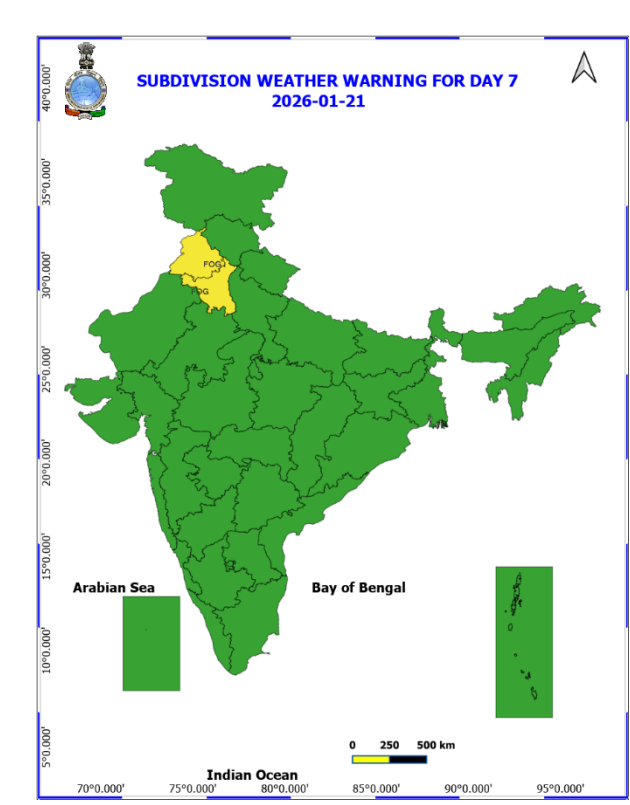 SUBDIVISION WEATHER WARNING FOR DAY 7
2026-01-21
40°0.000'
35°0.000'
30°0.000'
25°0.000'
20°0.000'
15°0.000'
10°0.000'
5°0.000'
FOG
FOG
Arabian Sea
Bay of Bengal
0 250 500 km
Indian Ocean
70°0.000' 75°0.000' 80°0.000' 85°0.000' 90°0.000' 95°0.000'